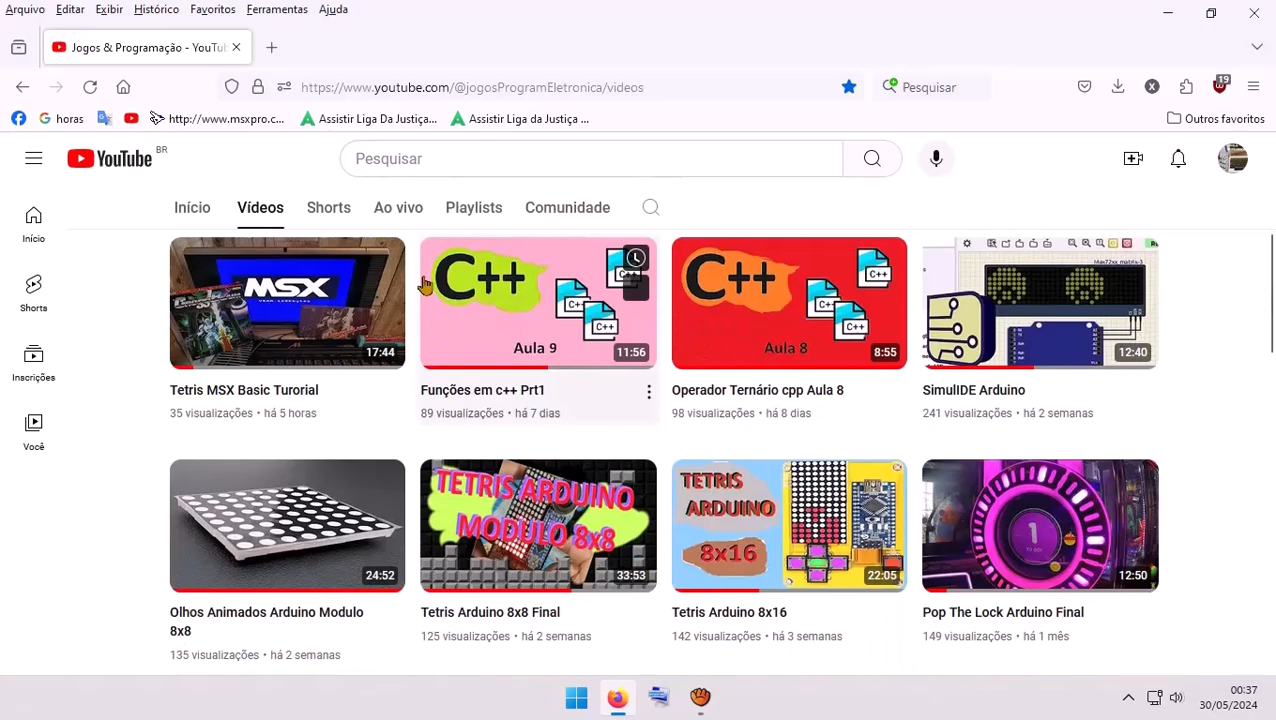 Arquivo Editar Exibir Histórico Favoritos Ferramentas Ajuda
Jogos & Programação - YouTu
https://www.youtube.com/@jogosProgramEletronica/videos
Pesquisar
19
horas
http://www.msxpro.c...
Assistir Liga Da Justiça...
Assistir Liga da Justiça ...
Outros favoritos
YouTube BR
Pesquisar
Início Vídeos Shorts Ao vivo Playlists Comunidade
Início
Shorts
Inscrições
Você
MSX
17:44
Tetris MSX Basic Turorial
35 visualizações • há 5 horas
C++
C++
C++
Aula 9
11:56
Funções em c++ Prt1
89 visualizações • há 7 dias
C++
C++
C++
C++
Aula 8
8:55
Operador Ternário cpp Aula 8
98 visualizações • há 8 dias
Max72xx_matrix-3
12:40
SimulIDE Arduino
241 visualizações • há 2 semanas
24:52
Olhos Animados Arduino Modulo
8x8
135 visualizações • há 2 semanas
TETRIS ARDUINO
MODULO 8x8
33:53
Tetris Arduino 8x8 Final
125 visualizações • há 2 semanas
TETRIS
ARDUINO
8x16
22:05
Tetris Arduino 8x16
142 visualizações • há 3 semanas
1
12:50
Pop The Lock Arduino Final
149 visualizações • há 1 mês
00:37
30/05/2024